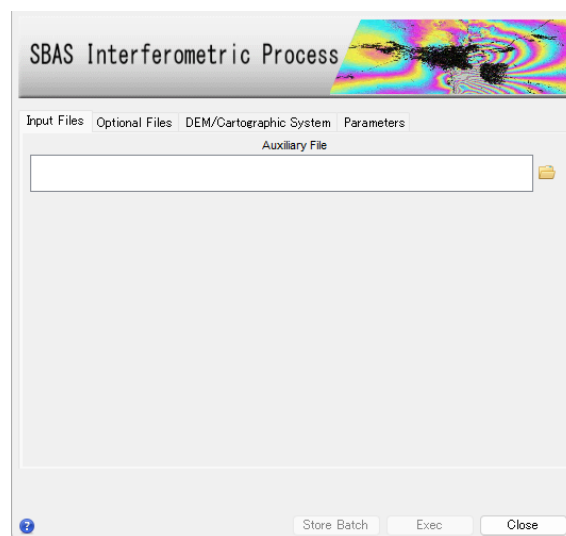 SBAS Interferometric Process
Input Files Optional Files DEM/Cartographic System Parameters
Auxiliary File
?
Store Batch Exec Close